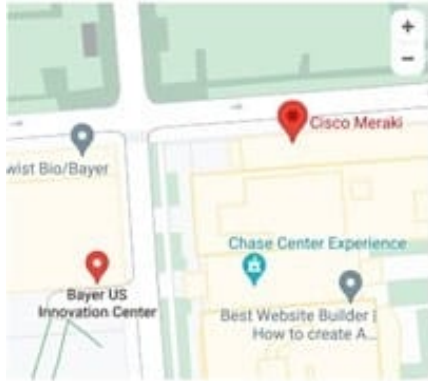 +
−
Cisco Meraki
wist Bio/Bayer
Chase Center Experience
Bayer US
Innovation Center
Best Website Builder |
How to create A...